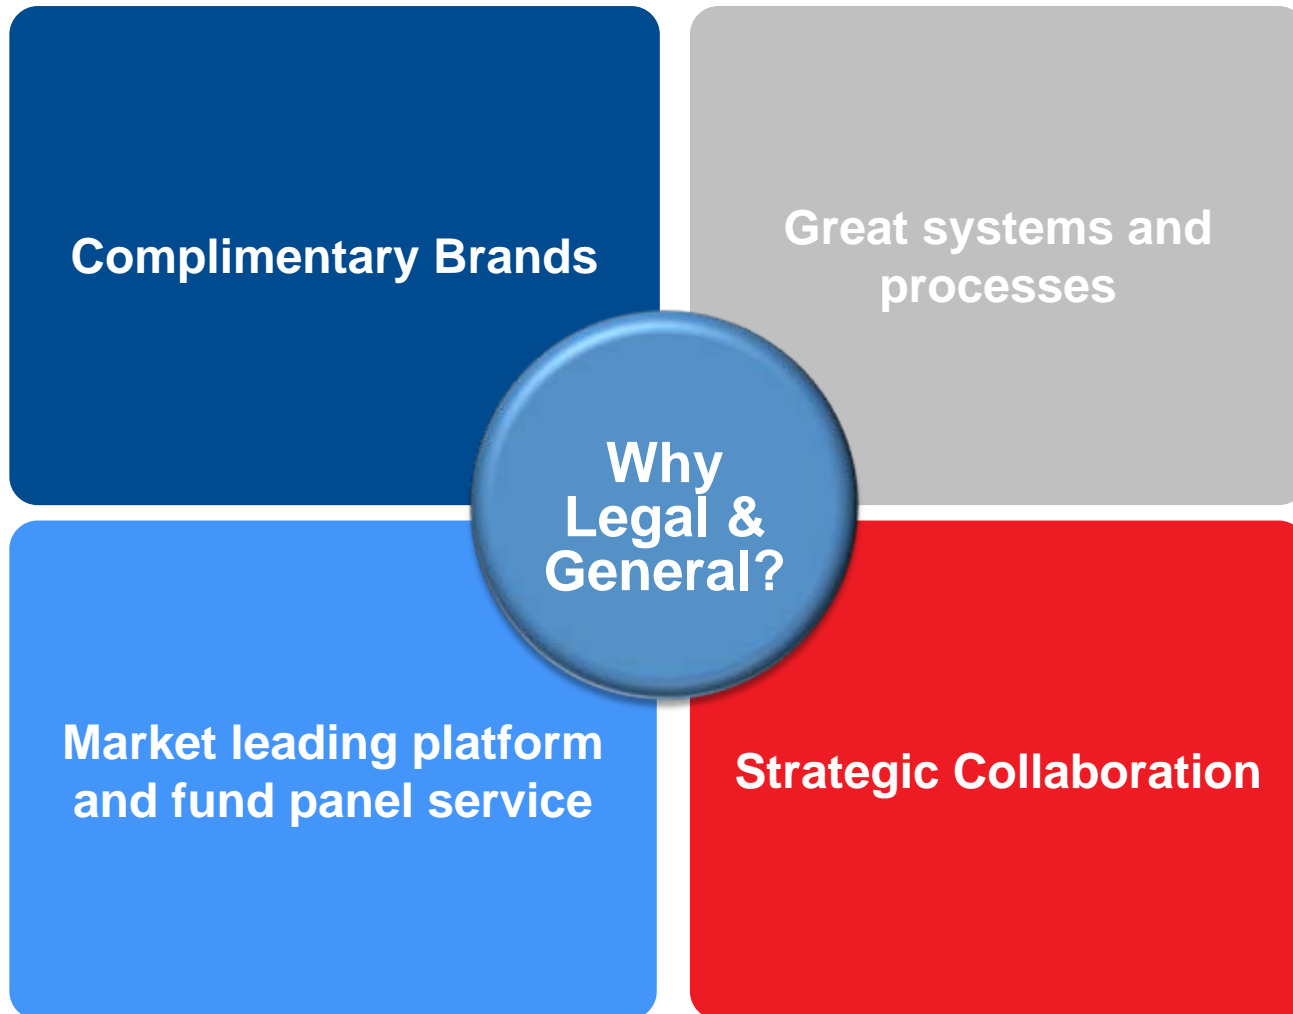 Complimentary Brands
Great systems and
processes
Why
Legal &
General?
Market leading platform
and fund panel service
Strategic Collaboration